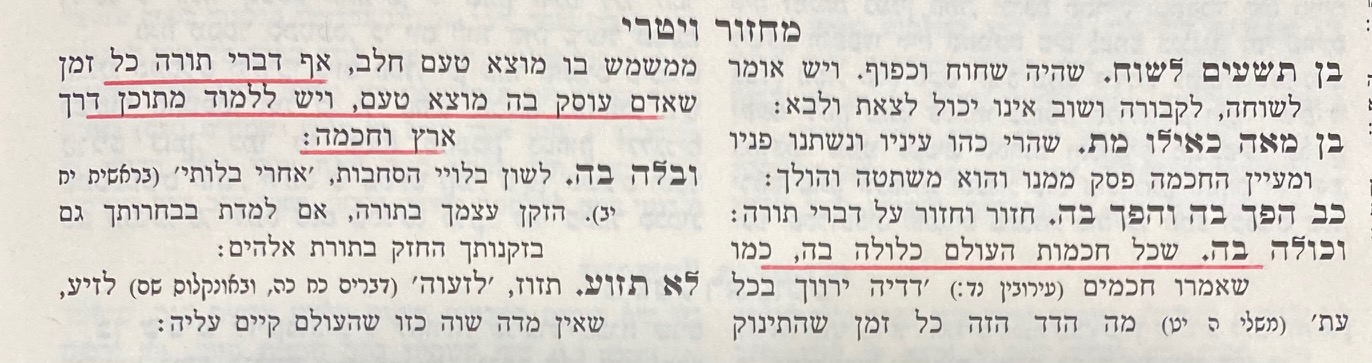 מחזור ויטרי
בן תשעים לשוח. שהיה שחוח וכפוף. ויש אומר
לשוחה, לקבורה ושוב אינו יכול לצאת ולבא:
בן מאה כאילו מת. שהרי כהו עיניו ונשתנו פניו
ומעיין החכמה פסק ממנו והוא משתטה והולך:
כב הפך בה והפך בה. חזור וחזור על דברי תורה:
וכולה בה. שכל חכמות העולם כלולה בה, כמו
שאמרו חכמים (עירובין נד:) ׳דדיה ירווך בכל
עת׳ (משלי ה יט) מה הדד הזה כל זמן שהתינוק
ממשמש בו מוצא טעם חלב, אף דברי תורה כל זמן
שאדם עוסק בה מוצא טעם, ויש ללמוד מתוכן דרך
ארץ וחכמה:
ובלה בה. לשון בלויי הסחבות, ׳אחרי בלותי׳ (בראשית יח
יב). הזקן עצמך בתורה, אם למדת בבחרותך גם
בזקנותך החזק בתורת אלהים:
לא תזוע. תזוז, ׳לזעוה׳ (דברים כח כה, ובאונקלוס שם) לזיע,
שאין מדה שוה כזו שהעולם קיים עליה: